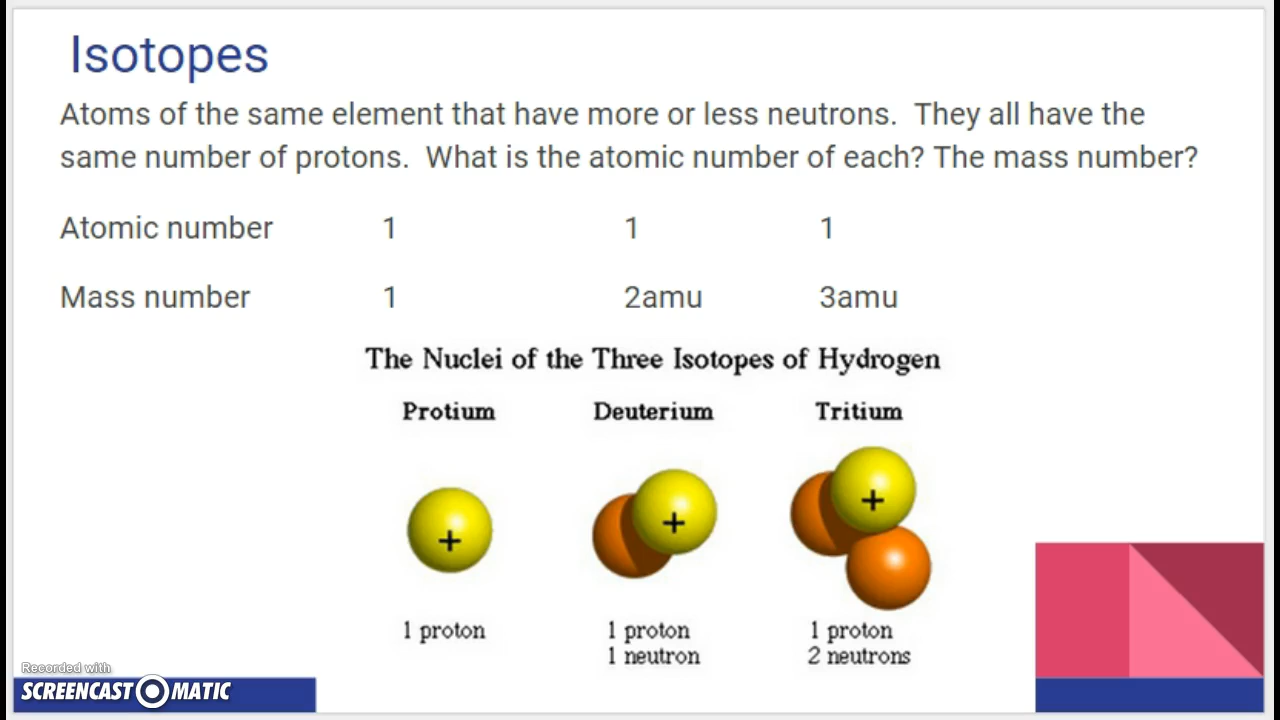 Isotopes
Atoms of the same element that have more or less neutrons.  They all have the
same number of protons.  What is the atomic number of each? The mass number?
Atomic number 1 1 1
Mass number 1 2amu 3amu
The Nuclei of the Three Isotopes of Hydrogen
Protium Deuterium Tritium
+ + +
1 proton 1 proton 1 proton
1 neutron 2 neutrons
Recorded with
SCREENCAST O MATIC